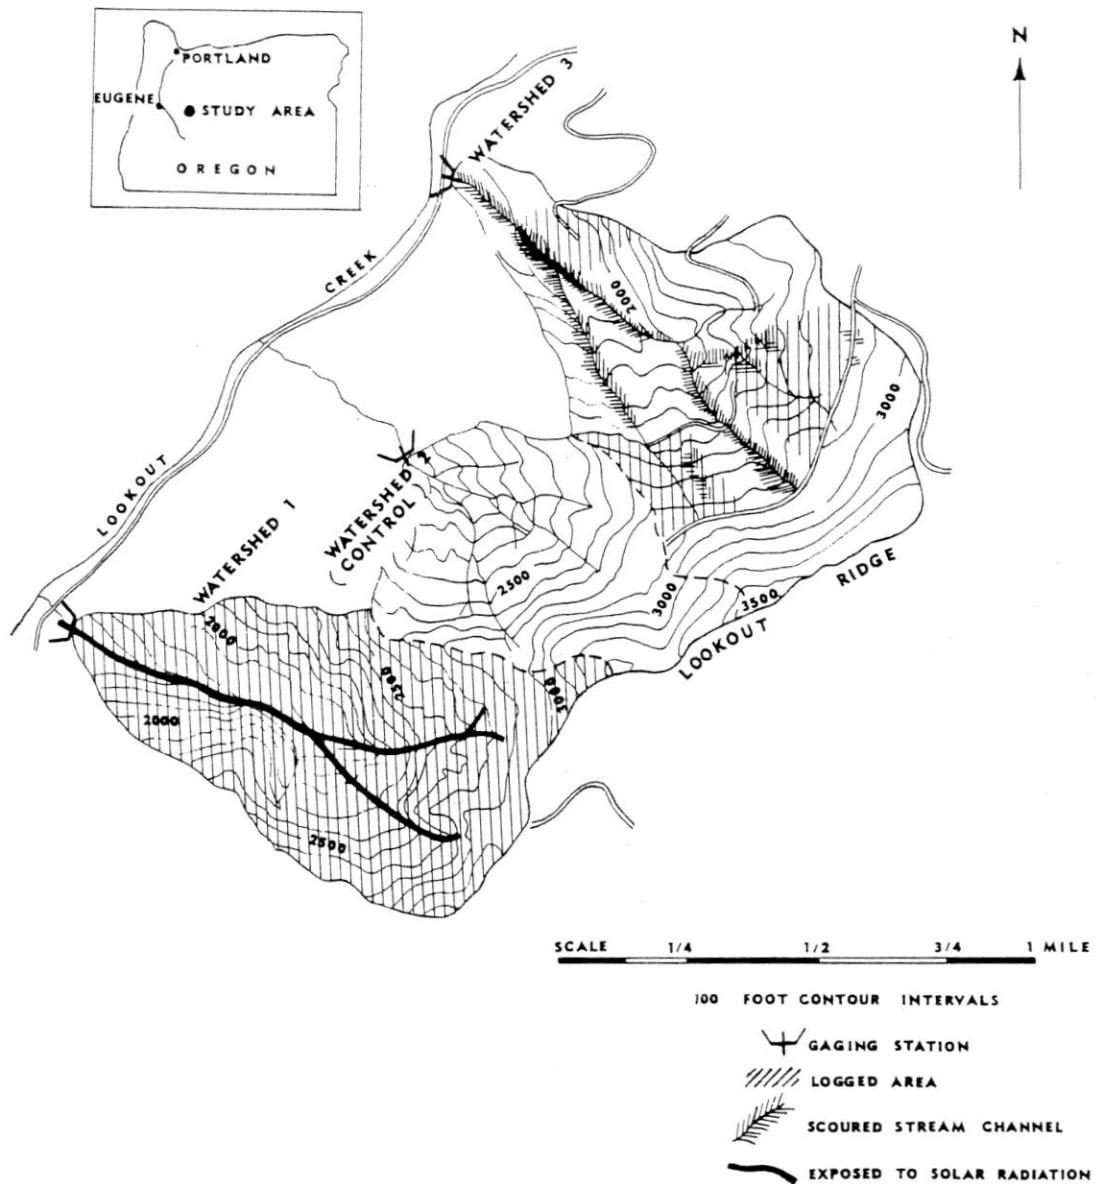 PORTLAND
EUGENE
STUDY AREA
OREGON
N
WATERSHED 3
CREEK
LOOKOUT
2000
3000
WATERSHED 2
(CONTROL)
WATERSHED 1
2500
3000
3500
RIDGE
LOOKOUT
2000
2500
3000
2000
2500
SCALE 1/4 1/2 3/4 1 MILE
100 FOOT CONTOUR INTERVALS
GAGING STATION
LOGGED AREA
SCOURED STREAM CHANNEL
EXPOSED TO SOLAR RADIATION